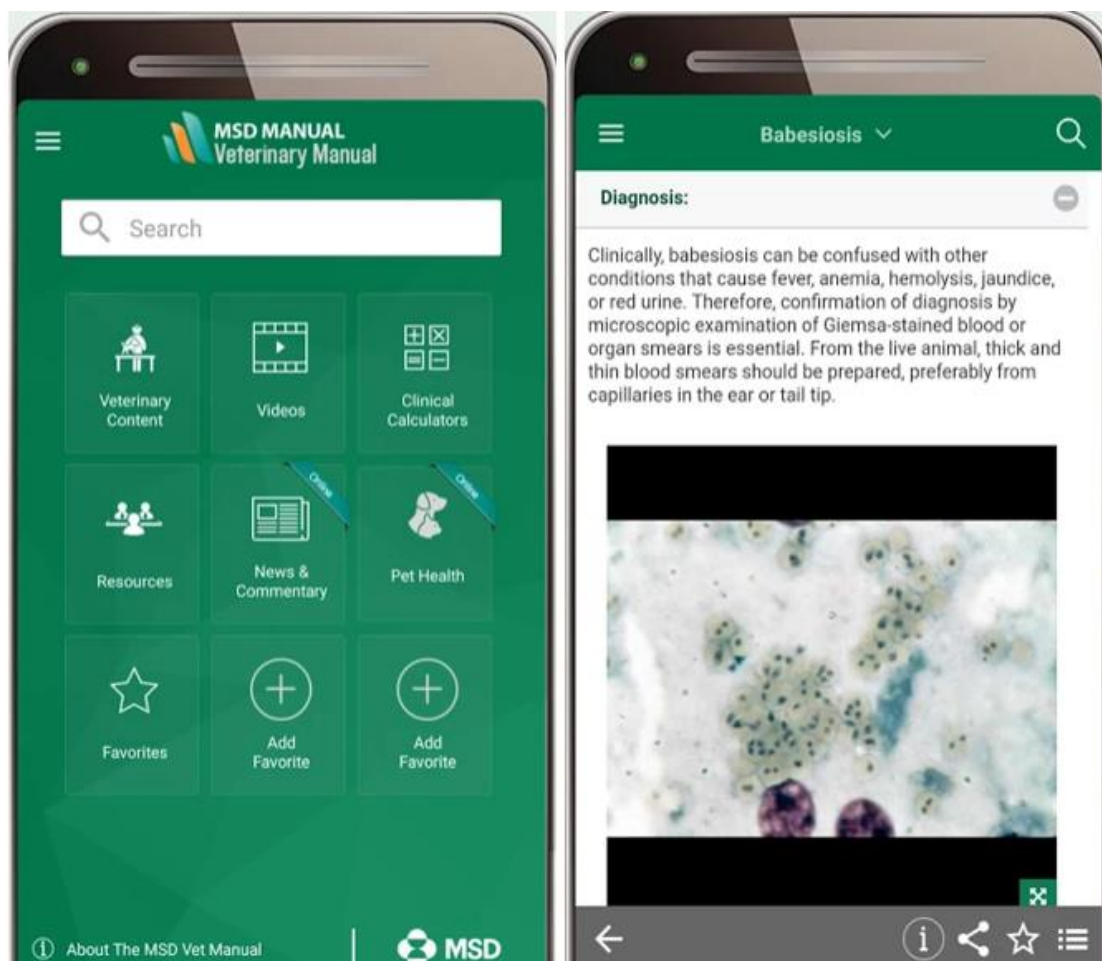 MSD MANUAL
Veterinary Manual
Search
Veterinary
Content
Videos
Clinical
Calculators
Resources
Online
News &
Commentary
Online
Pet Health
Favorites
Add
Favorite
Add
Favorite
About The MSD Vet Manual
MSD
Babesiosis
Diagnosis:
Clinically, babesiosis can be confused with other
conditions that cause fever, anemia, hemolysis, jaundice,
or red urine. Therefore, confirmation of diagnosis by
microscopic examination of Giemsa-stained blood or
organ smears is essential. From the live animal, thick and
thin blood smears should be prepared, preferably from
capillaries in the ear or tail tip.